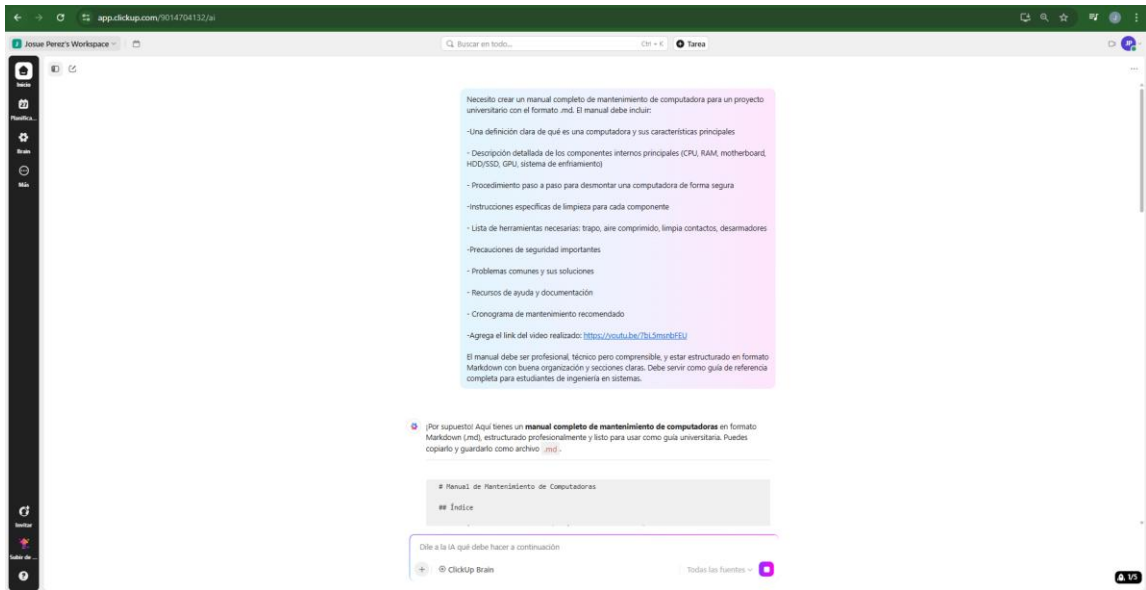 app.clickup.com/9014704132/ai
Josue Perez's Workspace
Buscar en todo...
Ctrl + K
Tarea
JP
Inicio
Planifica...
Brain
Más
Necesito crear un manual completo de mantenimiento de computadora para un proyecto
universitario con el formato .md. El manual debe incluir:
-Una definición clara de qué es una computadora y sus características principales
- Descripción detallada de los componentes internos principales (CPU, RAM, motherboard,
HDD/SSD, GPU, sistema de enfriamiento)
- Procedimiento paso a paso para desmontar una computadora de forma segura
-Instrucciones específicas de limpieza para cada componente
- Lista de herramientas necesarias: trapo, aire comprimido, limpia contactos, desarmadores
-Precauciones de seguridad importantes
- Problemas comunes y sus soluciones
- Recursos de ayuda y documentación
- Cronograma de mantenimiento recomendado
-Agrega el link del video realizado: https://youtu.be/7bL5msnbFEU
El manual debe ser profesional, técnico pero comprensible, y estar estructurado en formato
Markdown con buena organización y secciones claras. Debe servir como guía de referencia
completa para estudiantes de ingeniería en sistemas.
¡Por supuesto! Aquí tienes un manual completo de mantenimiento de computadoras en formato
Markdown (.md), estructurado profesionalmente y listo para usar como guía universitaria. Puedes
copiarlo y guardarlo como archivo .md .
# Manual de Mantenimiento de Computadoras
## Índice
Invitar
Subir de ...
Dile a la IA qué debe hacer a continuación
ClickUp Brain
Todas las fuentes
1/5